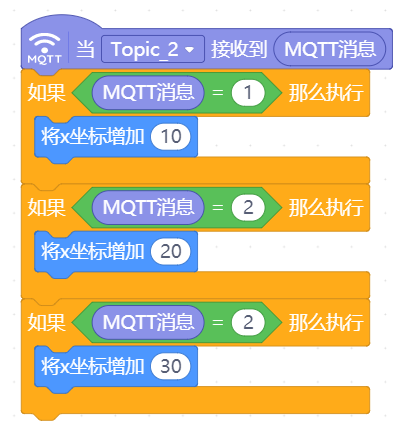 MQTT 当 Topic_2 接收到 MQTT消息
如果 MQTT消息 = 1 那么执行
将x坐标增加 10
如果 MQTT消息 = 2 那么执行
将x坐标增加 20
如果 MQTT消息 = 2 那么执行
将x坐标增加 30